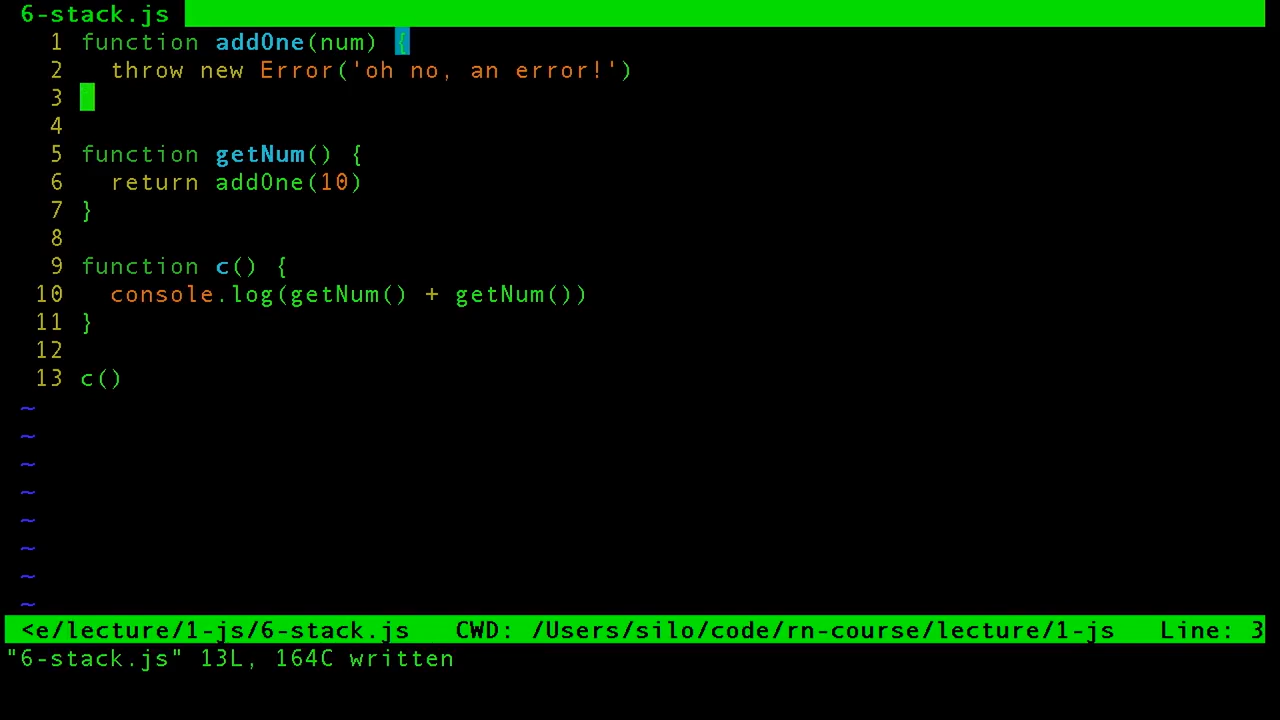 6-stack.js
1 function addOne(num) {
2   throw new Error('oh no, an error!')
3
4
5 function getNum() {
6   return addOne(10)
7 }
8
9 function c() {
10   console.log(getNum() + getNum())
11 }
12
13 c()
~
~
~
~
~
~
~
~
<e/lecture/1-js/6-stack.js   CWD: /Users/silo/code/rn-course/lecture/1-js   Line: 3
"6-stack.js" 13L, 164C written